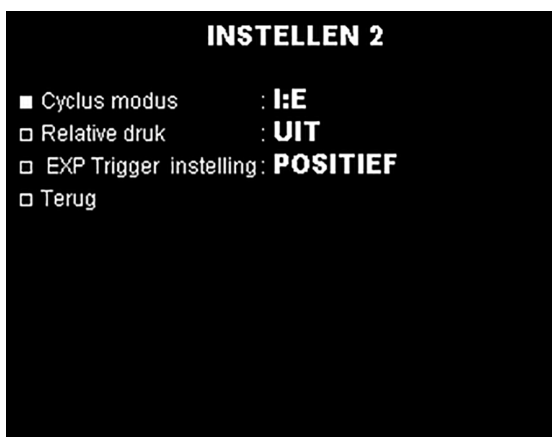 INSTELLEN 2
Cyclus modus : I:E
Relative druk : UIT
EXP Trigger instelling : POSITIEF
Terug